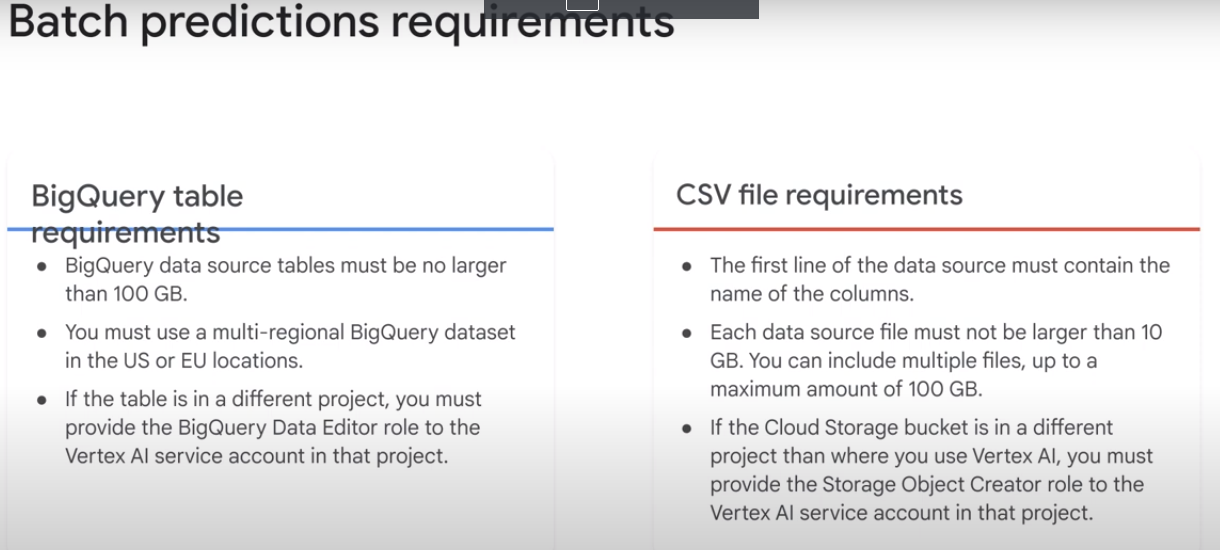 Batch predictions requirements
BigQuery table
requirements
● BigQuery data source tables must be no larger
than 100 GB.
● You must use a multi-regional BigQuery dataset
in the US or EU locations.
● If the table is in a different project, you must
provide the BigQuery Data Editor role to the
Vertex AI service account in that project.
CSV file requirements
● The first line of the data source must contain the
name of the columns.
● Each data source file must not be larger than 10
GB. You can include multiple files, up to a
maximum amount of 100 GB.
● If the Cloud Storage bucket is in a different
project than where you use Vertex AI, you must
provide the Storage Object Creator role to the
Vertex AI service account in that project.